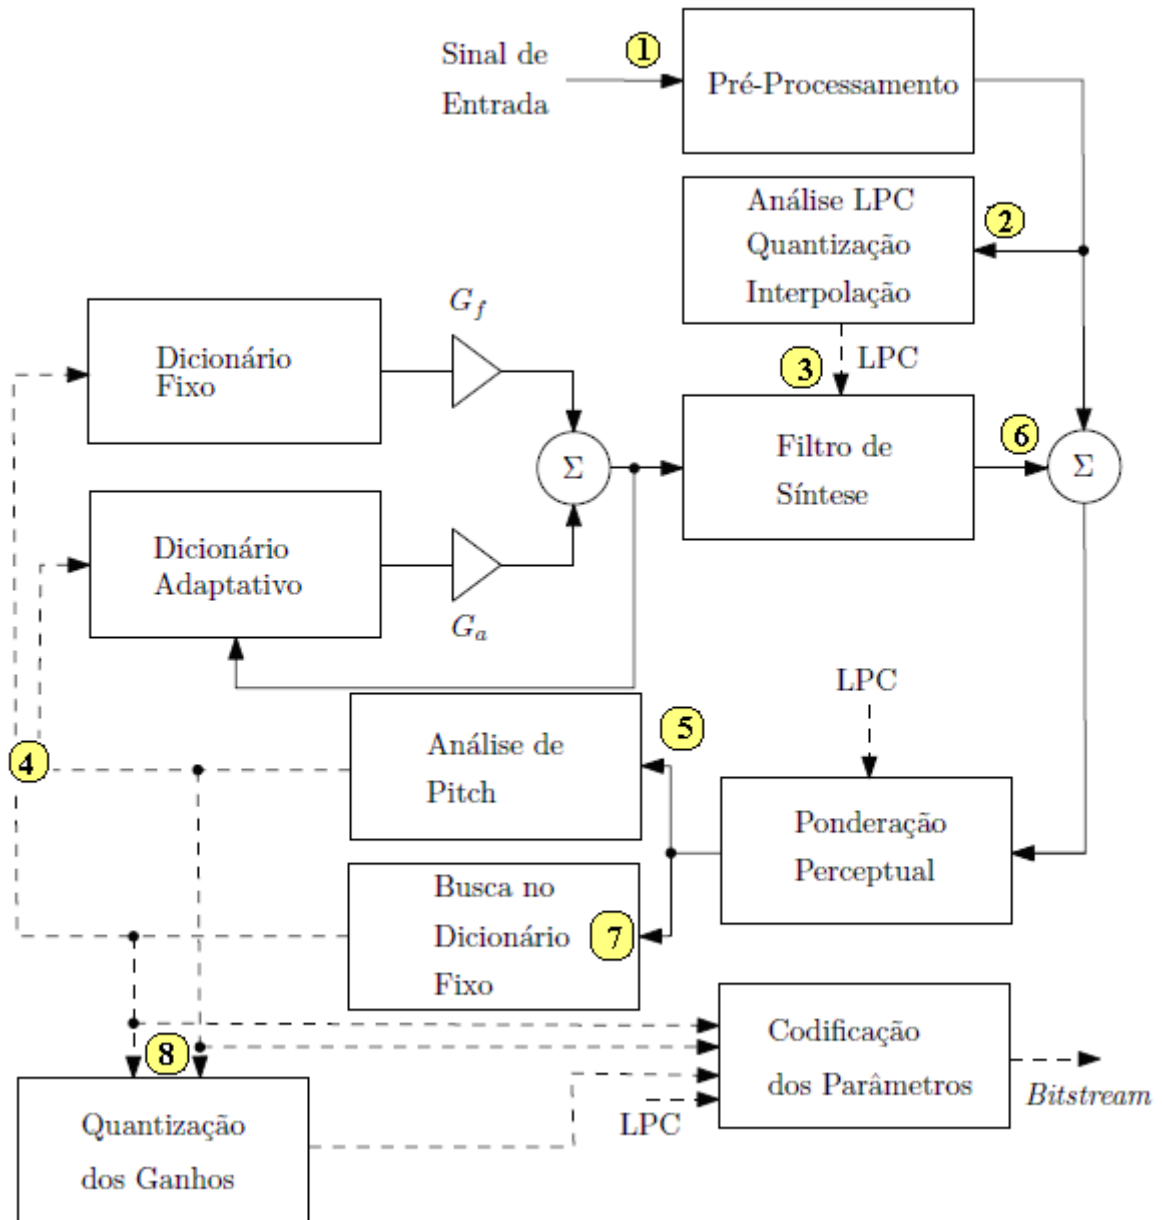 Sinal de
Entrada
1
Pré-Processamento
Análise LPC
Quantização
Interpolação
2
3
LPC
G_f
Dicionário
Fixo
Σ
Filtro de
Síntese
6
Σ
Dicionário
Adaptativo
G_a
LPC
4
Análise de
Pitch
5
Ponderação
Perceptual
Busca no
Dicionário
Fixo
7
8
Codificação
dos Parâmetros
Bitstream
LPC
Quantização
dos Ganhos